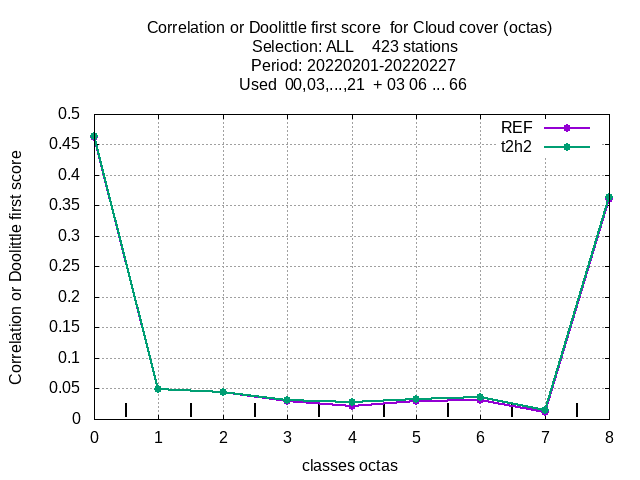 Correlation or Doolittle first score  for Cloud cover (octas)
Selection: ALL    423 stations
Period: 20220201-20220227
Used  00,03,...,21  + 03 06 ... 66
REF
t2h2
0.5
0.45
0.4
0.35
0.3
0.25
0.2
0.15
0.1
0.05
0
Correlation or Doolittle first score
0 1 2 3 4 5 6 7 8
classes octas